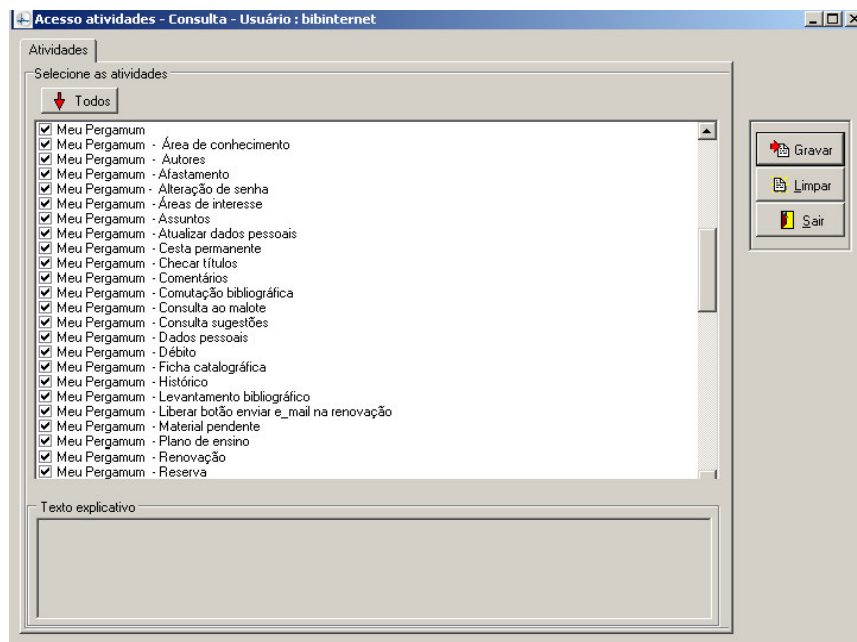 Acesso atividades - Consulta - Usuário : bibinternet
Atividades
Selecione as atividades
Todos
Meu Pergamum
Meu Pergamum - Área de conhecimento
Meu Pergamum - Autores
Meu Pergamum - Afastamento
Meu Pergamum - Alteração de senha
Meu Pergamum - Áreas de interesse
Meu Pergamum - Assuntos
Meu Pergamum - Atualizar dados pessoais
Meu Pergamum - Cesta permanente
Meu Pergamum - Checar títulos
Meu Pergamum - Comentários
Meu Pergamum - Comutação bibliográfica
Meu Pergamum - Consulta ao malote
Meu Pergamum - Consulta sugestões
Meu Pergamum - Dados pessoais
Meu Pergamum - Débito
Meu Pergamum - Ficha catalográfica
Meu Pergamum - Histórico
Meu Pergamum - Levantamento bibliográfico
Meu Pergamum - Liberar botão enviar e_mail na renovação
Meu Pergamum - Material pendente
Meu Pergamum - Plano de ensino
Meu Pergamum - Renovação
Meu Pergamum - Reserva
Texto explicativo
Gravar
Limpar
Sair